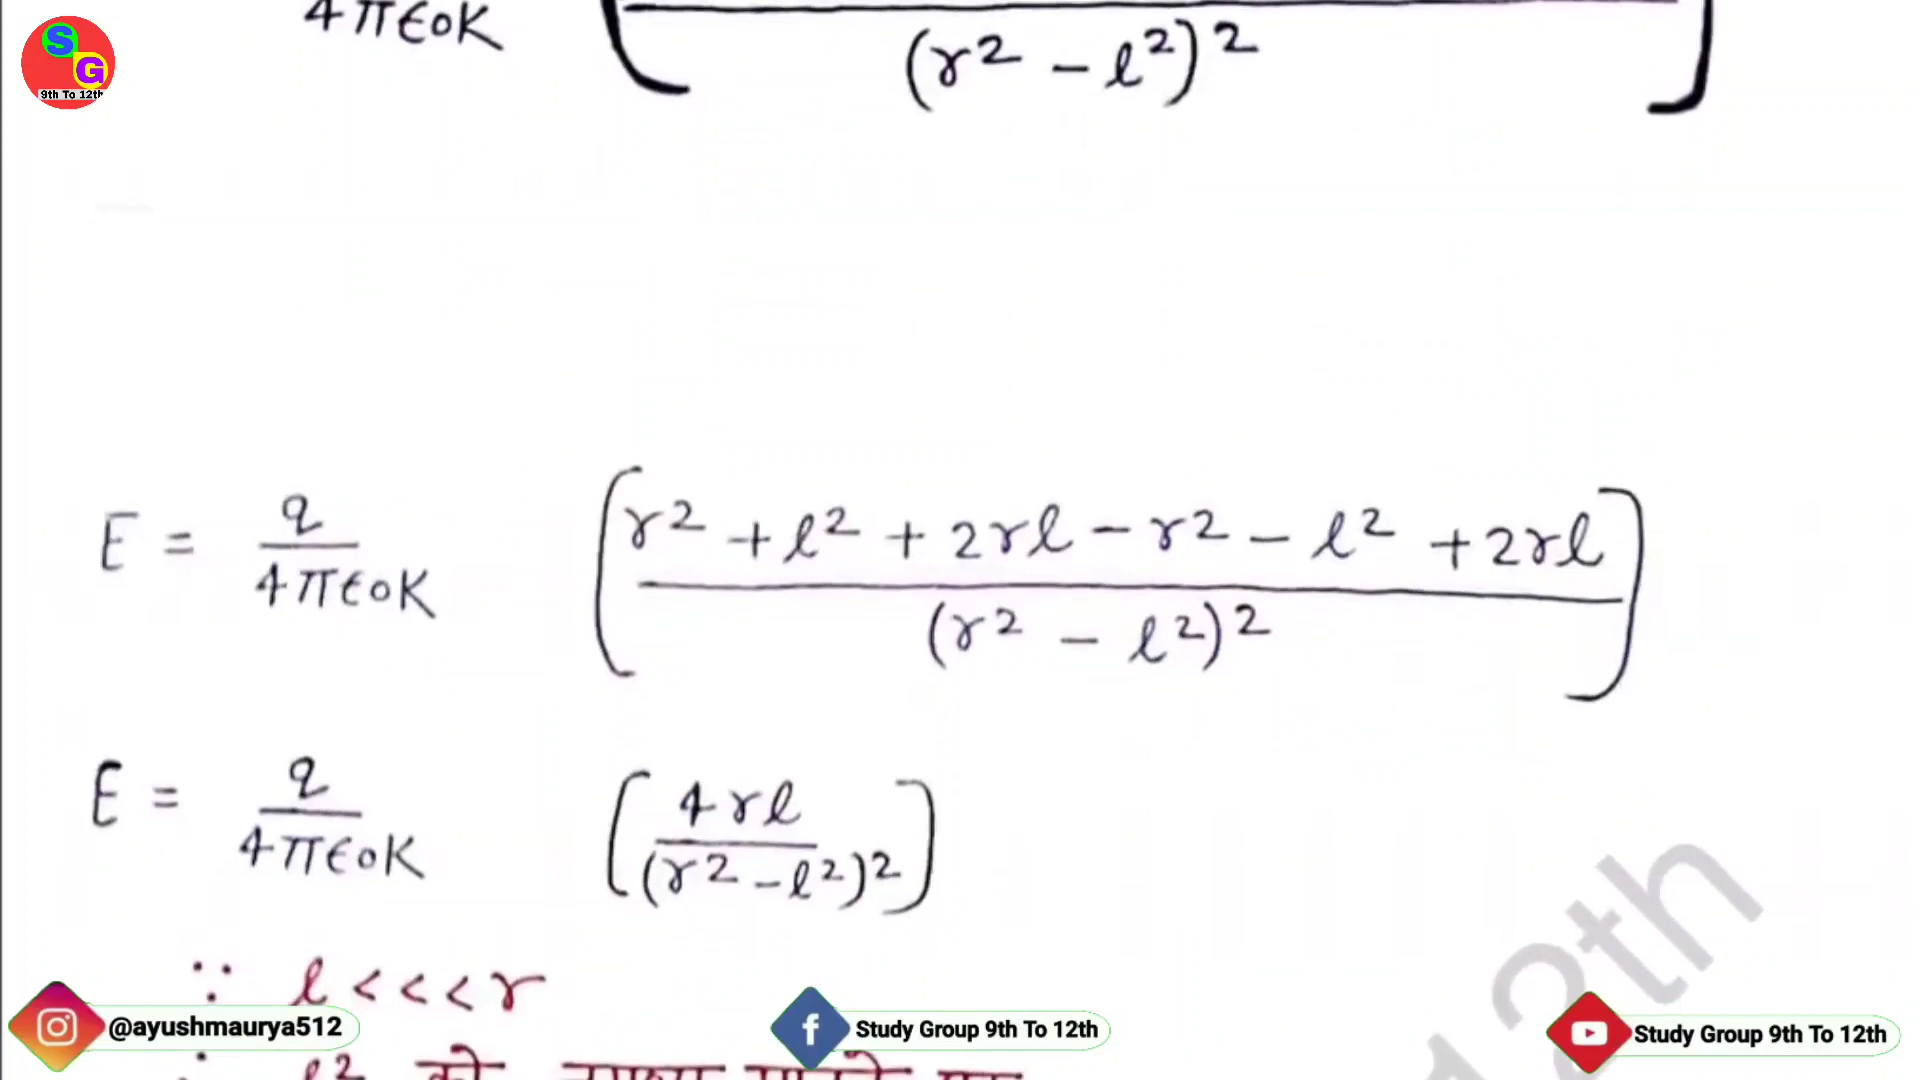 4πϵ0K
(r2 - l2)2
S
G
9th To 12th
E = q / 4πϵ0K [ r2 + l2 + 2rl - r2 - l2 + 2rl / (r2 - l2)2 ]
E = q / 4πϵ0K [ 4rl / (r2 - l2)2 ]
∵ l < < < r
l2 को
12th
@ayushmaurya512
Study Group 9th To 12th
Study Group 9th To 12th